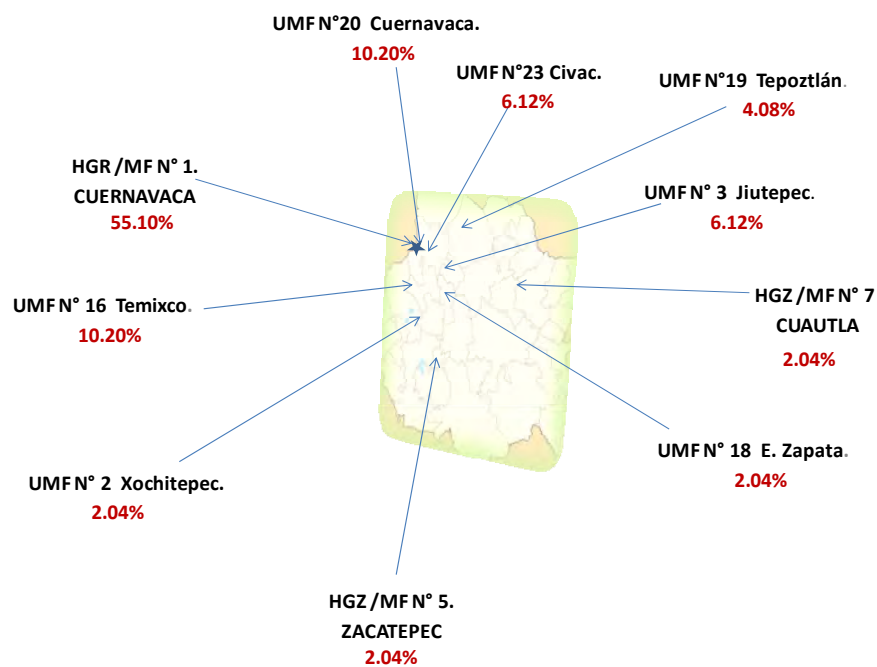 UMF N°20 Cuernavaca.
10.20%
UMF N°23 Civac.
6.12%
UMF N°19 Tepoztlán.
4.08%
HGR /MF N° 1.
CUERNAVACA
55.10%
UMF N° 3 Jiutepec.
6.12%
UMF N° 16 Temixco.
10.20%
HGZ /MF N° 7
CUAUTLA
2.04%
UMF N° 18 E. Zapata.
2.04%
UMF N° 2 Xochitepec.
2.04%
HGZ /MF N° 5.
ZACATEPEC
2.04%